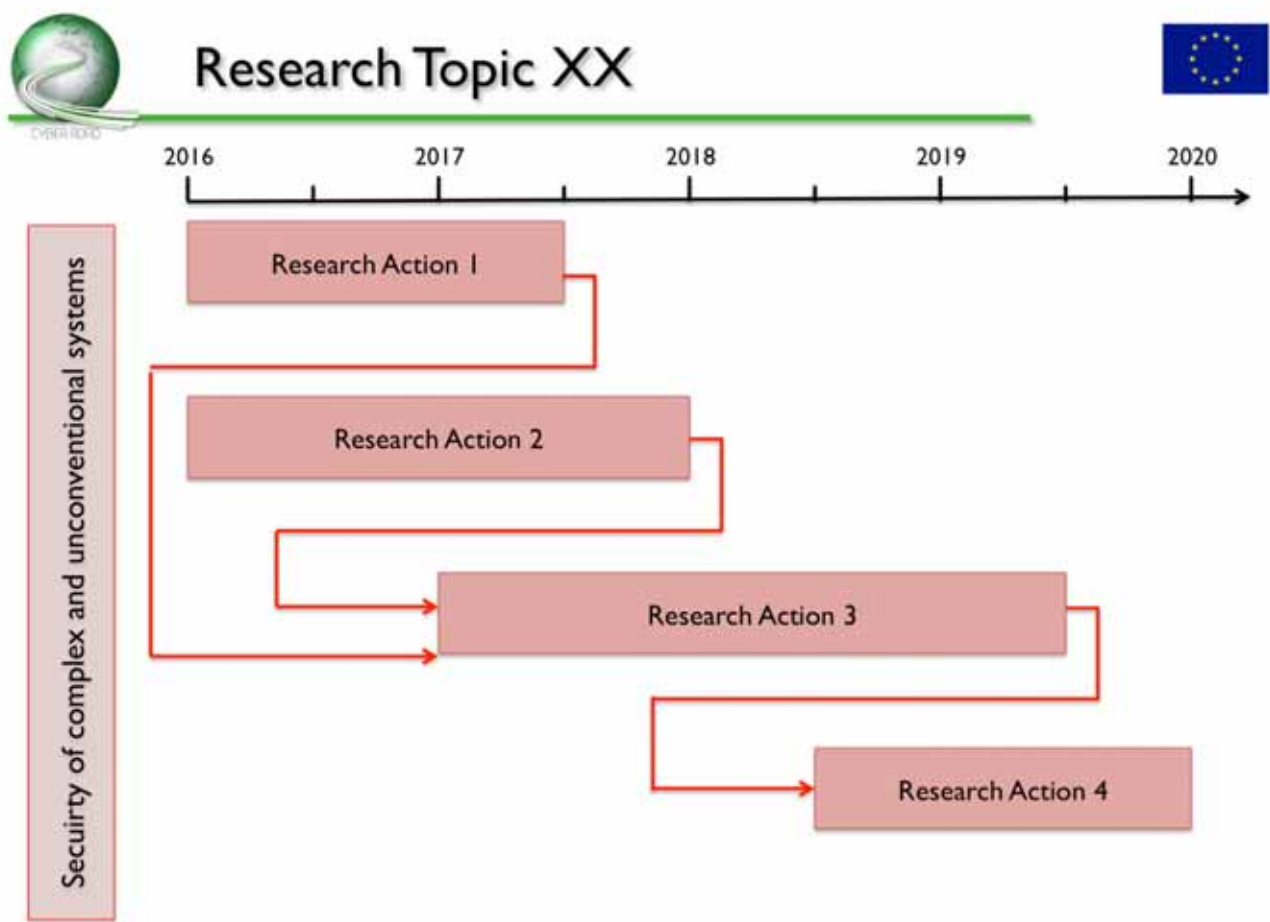 Research Topic XX
CYBER ROAD
2016 2017 2018 2019 2020
Secuirty of complex and unconventional systems
Research Action 1
Research Action 2
Research Action 3
Research Action 4